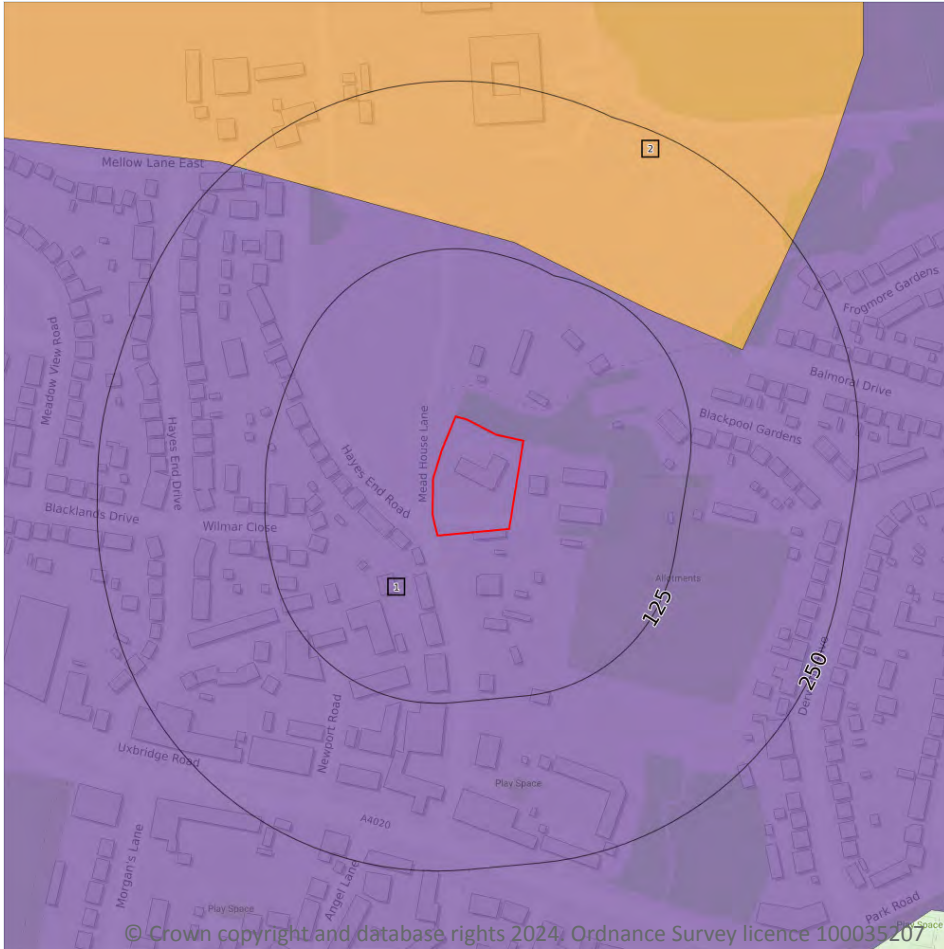 2
Mellow Lane East
Frogmore Gardens
Meadow View Road
Balmoral Drive
Blackpool Gardens
Hayes End Drive
Mead House Lane
Hayes End Road
Blacklands Drive
Wilmar Close
1
Allotments
125
250
Newport Road
Uxbridge Road
Play Space
A4020
Morgan's Lane
Angel Lane
Play Space
Park Road
Play Space
© Crown copyright and database rights 2024. Ordnance Survey licence 100035207